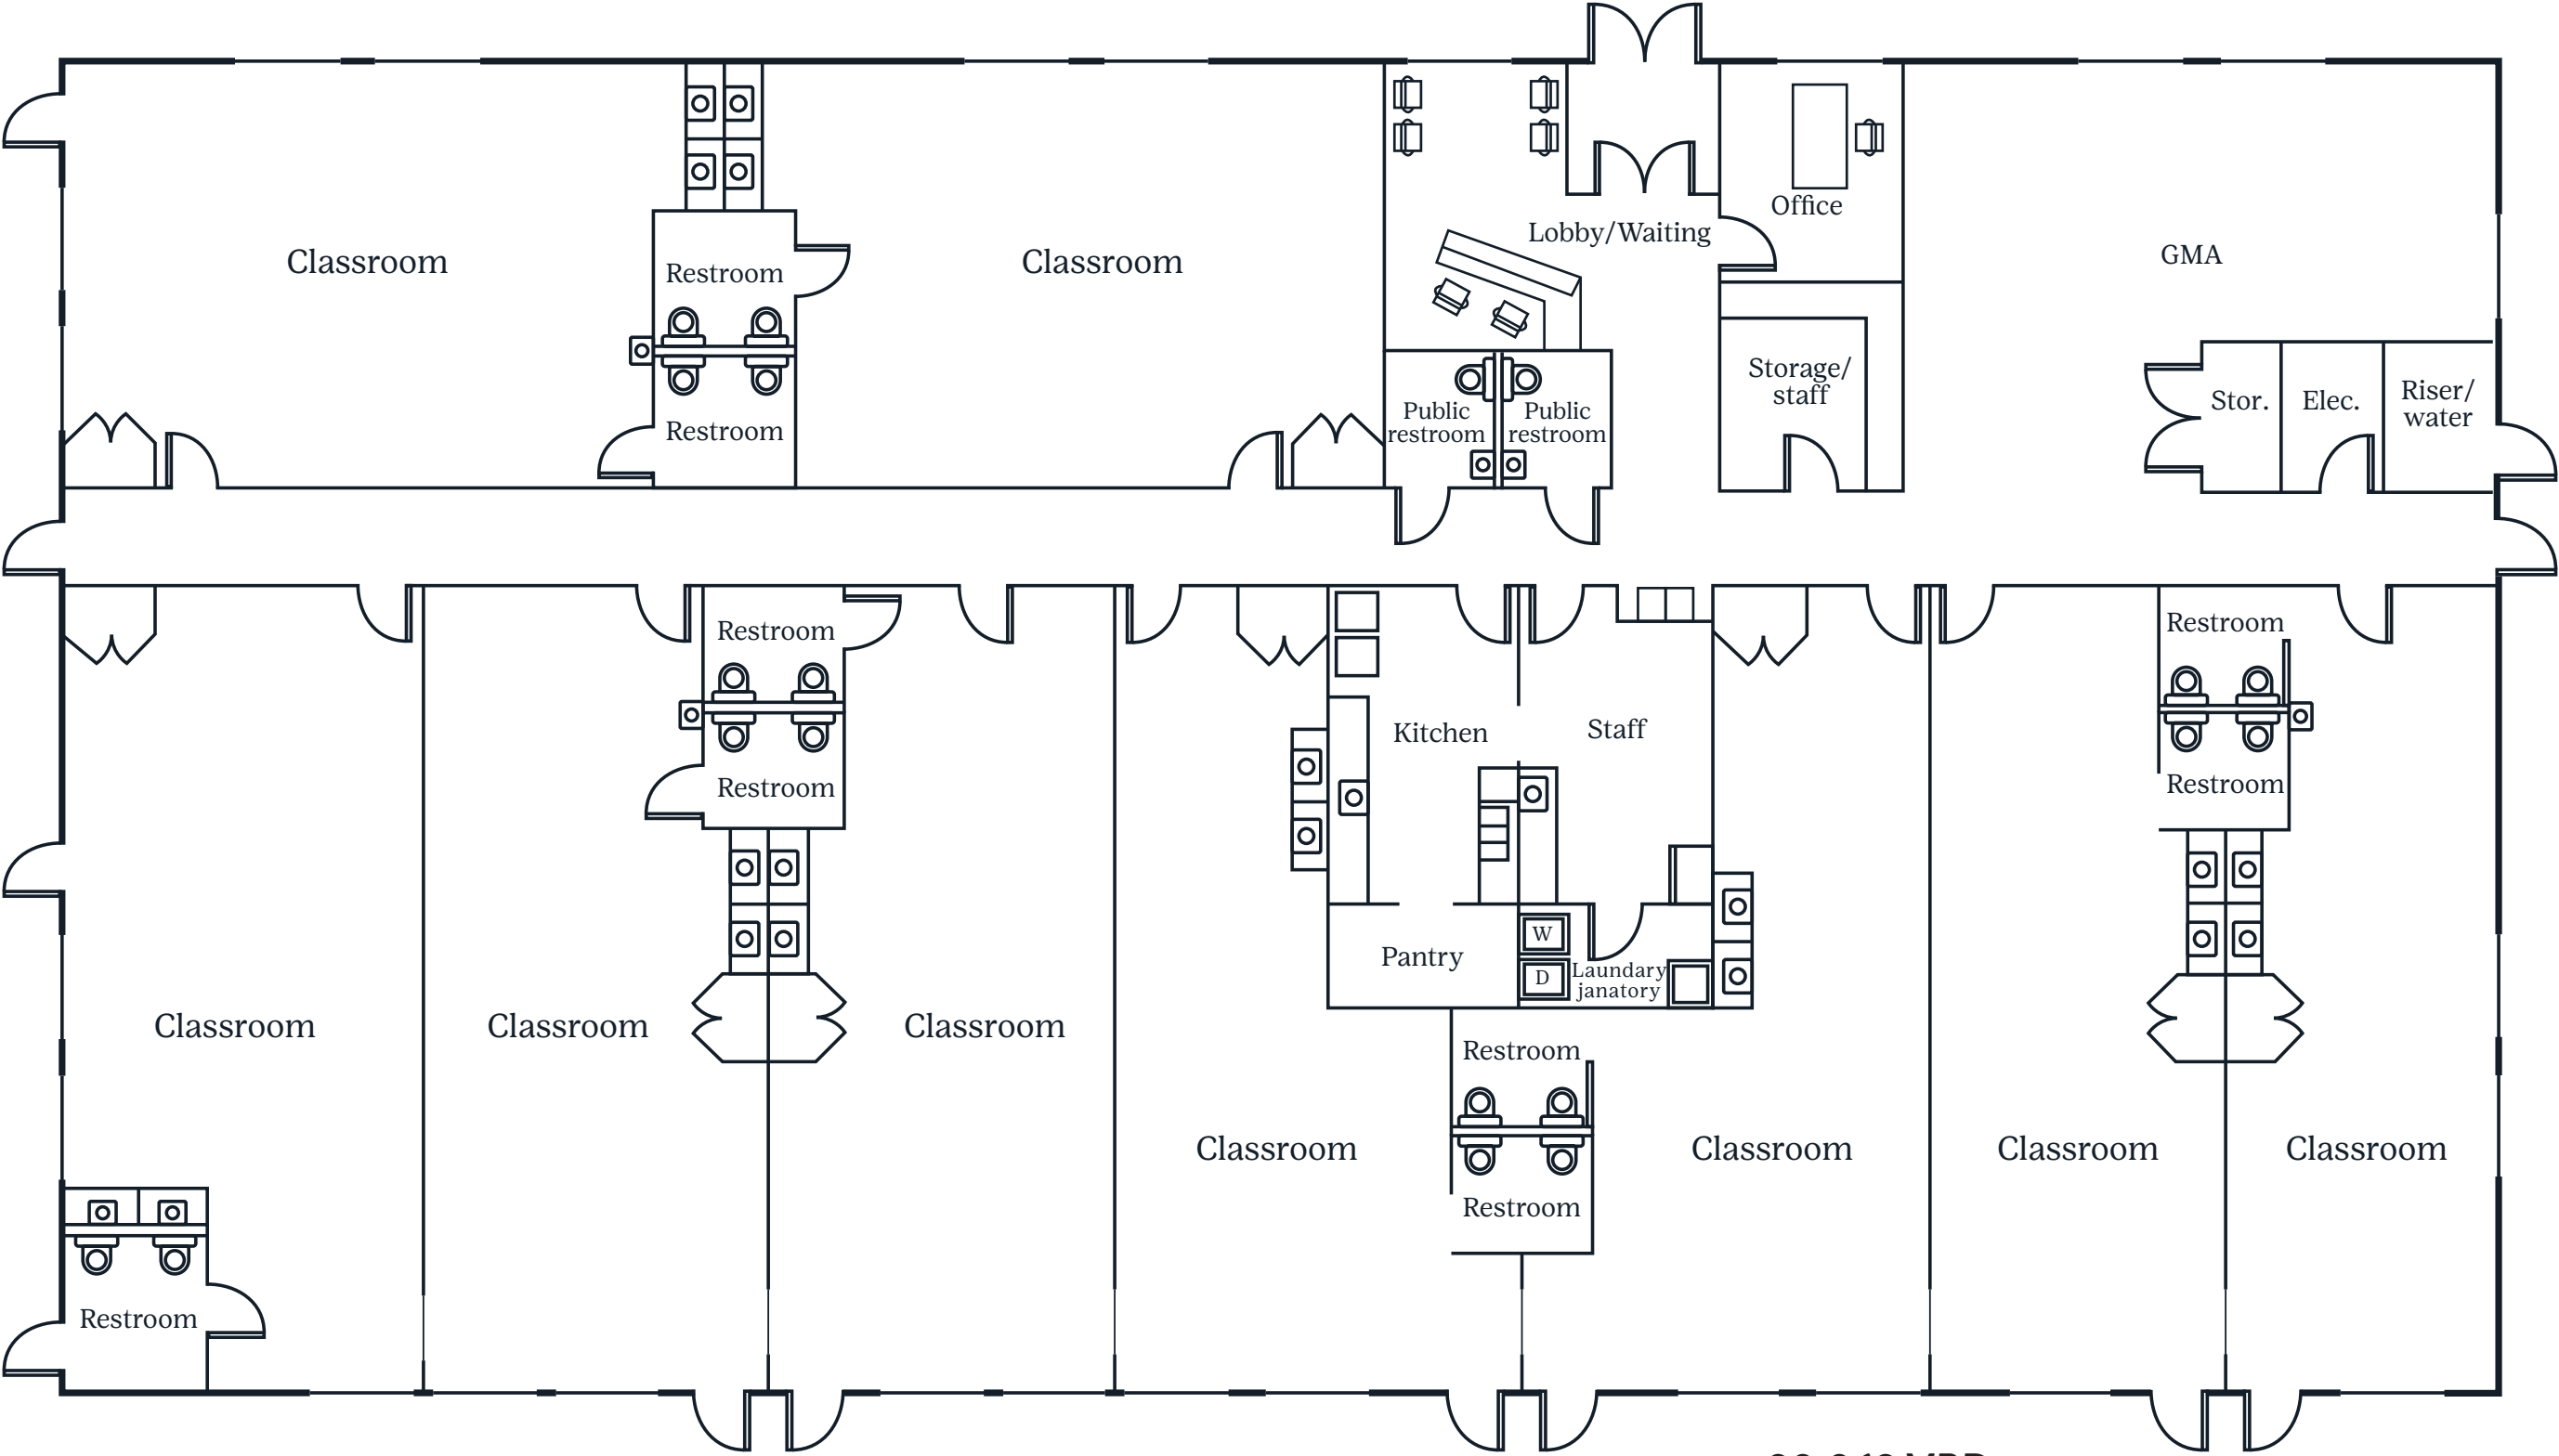 Office
Lobby/Waiting
GMA
Classroom
Restroom
Classroom
Storage/
staff
Riser/
water
Stor.
Elec.
Public
restroom
Public
restroom
Restroom
Restroom
Restroom
Kitchen
Staff
Restroom
Restroom
W
Pantry
D
Laundary
janatory
Classroom
Classroom
Classroom
Restroom
Classroom
Classroom
Classroom
Classroom
Restroom
Restroom